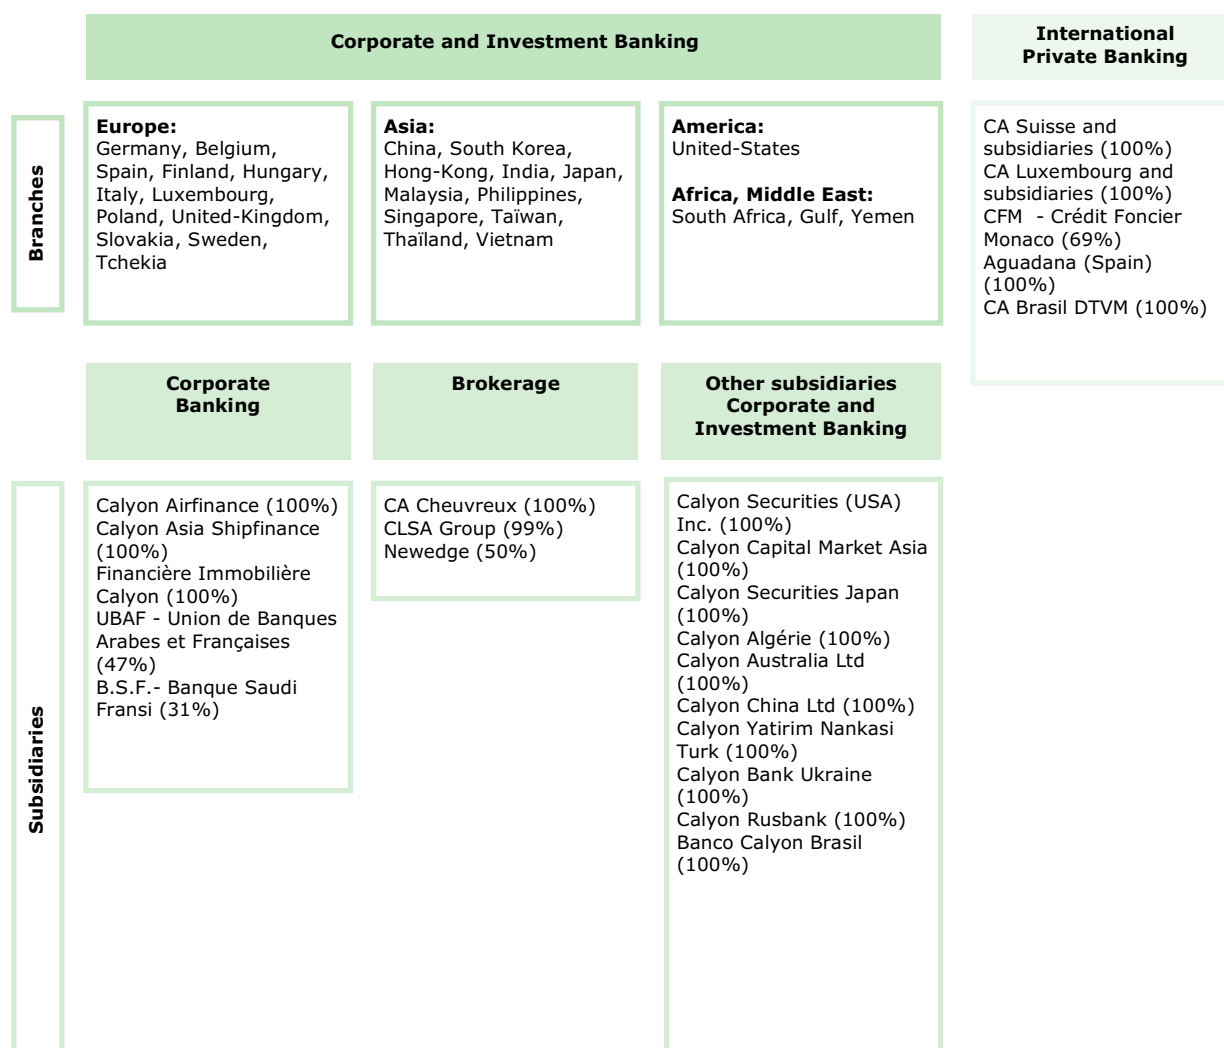 Corporate and Investment Banking
International
Private Banking
Branches
Europe:
Germany, Belgium,
Spain, Finland, Hungary,
Italy, Luxembourg,
Poland, United-Kingdom,
Slovakia, Sweden,
Tchekia
Asia:
China, South Korea,
Hong-Kong, India, Japan,
Malaysia, Philippines,
Singapore, Taïwan,
Thaïland, Vietnam
America:
United-States
Africa, Middle East:
South Africa, Gulf, Yemen
CA Suisse and
subsidiaries (100%)
CA Luxembourg and
subsidiaries (100%)
CFM  - Crédit Foncier
Monaco (69%)
Aguadana (Spain)
(100%)
CA Brasil DTVM (100%)
Corporate
Banking
Brokerage
Other subsidiaries
Corporate and
Investment Banking
Subsidiaries
Calyon Airfinance (100%)
Calyon Asia Shipfinance
(100%)
Financière Immobilière
Calyon (100%)
UBAF - Union de Banques
Arabes et Françaises
(47%)
B.S.F.- Banque Saudi
Fransi (31%)
CA Cheuvreux (100%)
CLSA Group (99%)
Newedge (50%)
Calyon Securities (USA)
Inc. (100%)
Calyon Capital Market Asia
(100%)
Calyon Securities Japan
(100%)
Calyon Algérie (100%)
Calyon Australia Ltd
(100%)
Calyon China Ltd (100%)
Calyon Yatirim Nankasi
Turk (100%)
Calyon Bank Ukraine
(100%)
Calyon Rusbank (100%)
Banco Calyon Brasil
(100%)